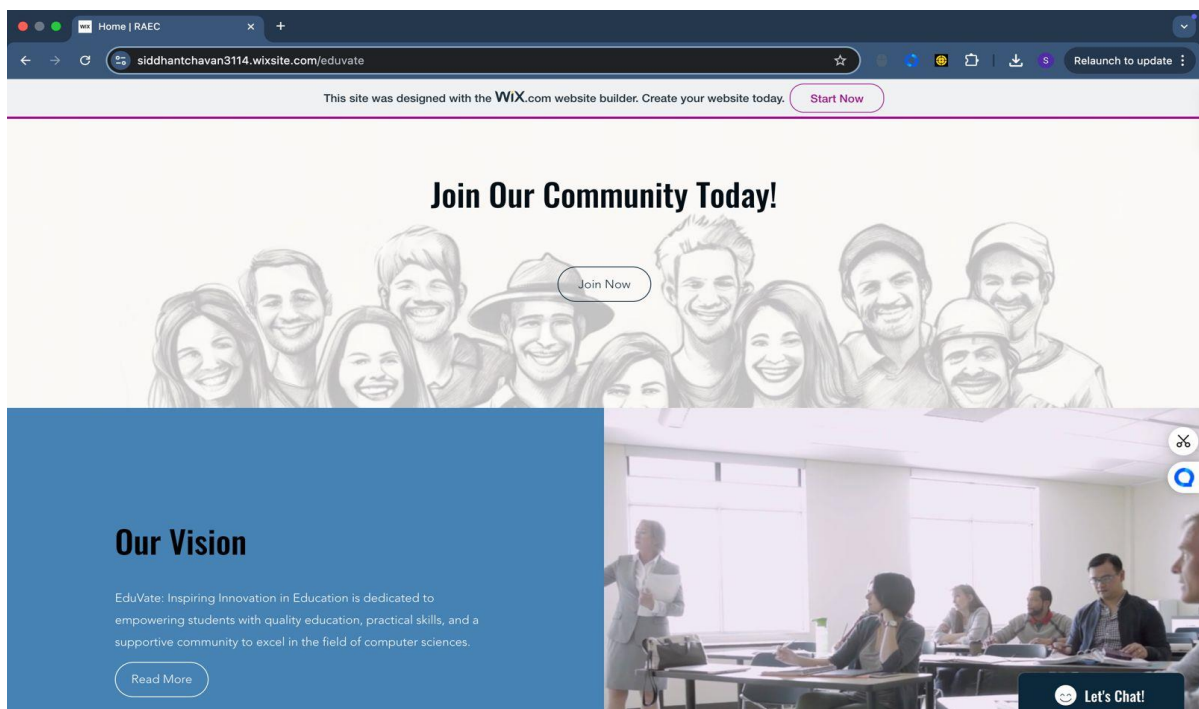 WiX Home | RAEC
siddhantchavan3114.wixsite.com/eduvate
S
Relaunch to update
This site was designed with the WiX.com website builder. Create your website today.
Start Now
Join Our Community Today!
Join Now
Our Vision
EduVate: Inspiring Innovation in Education is dedicated to
empowering students with quality education, practical skills, and a
supportive community to excel in the field of computer sciences.
Read More
Let's Chat!